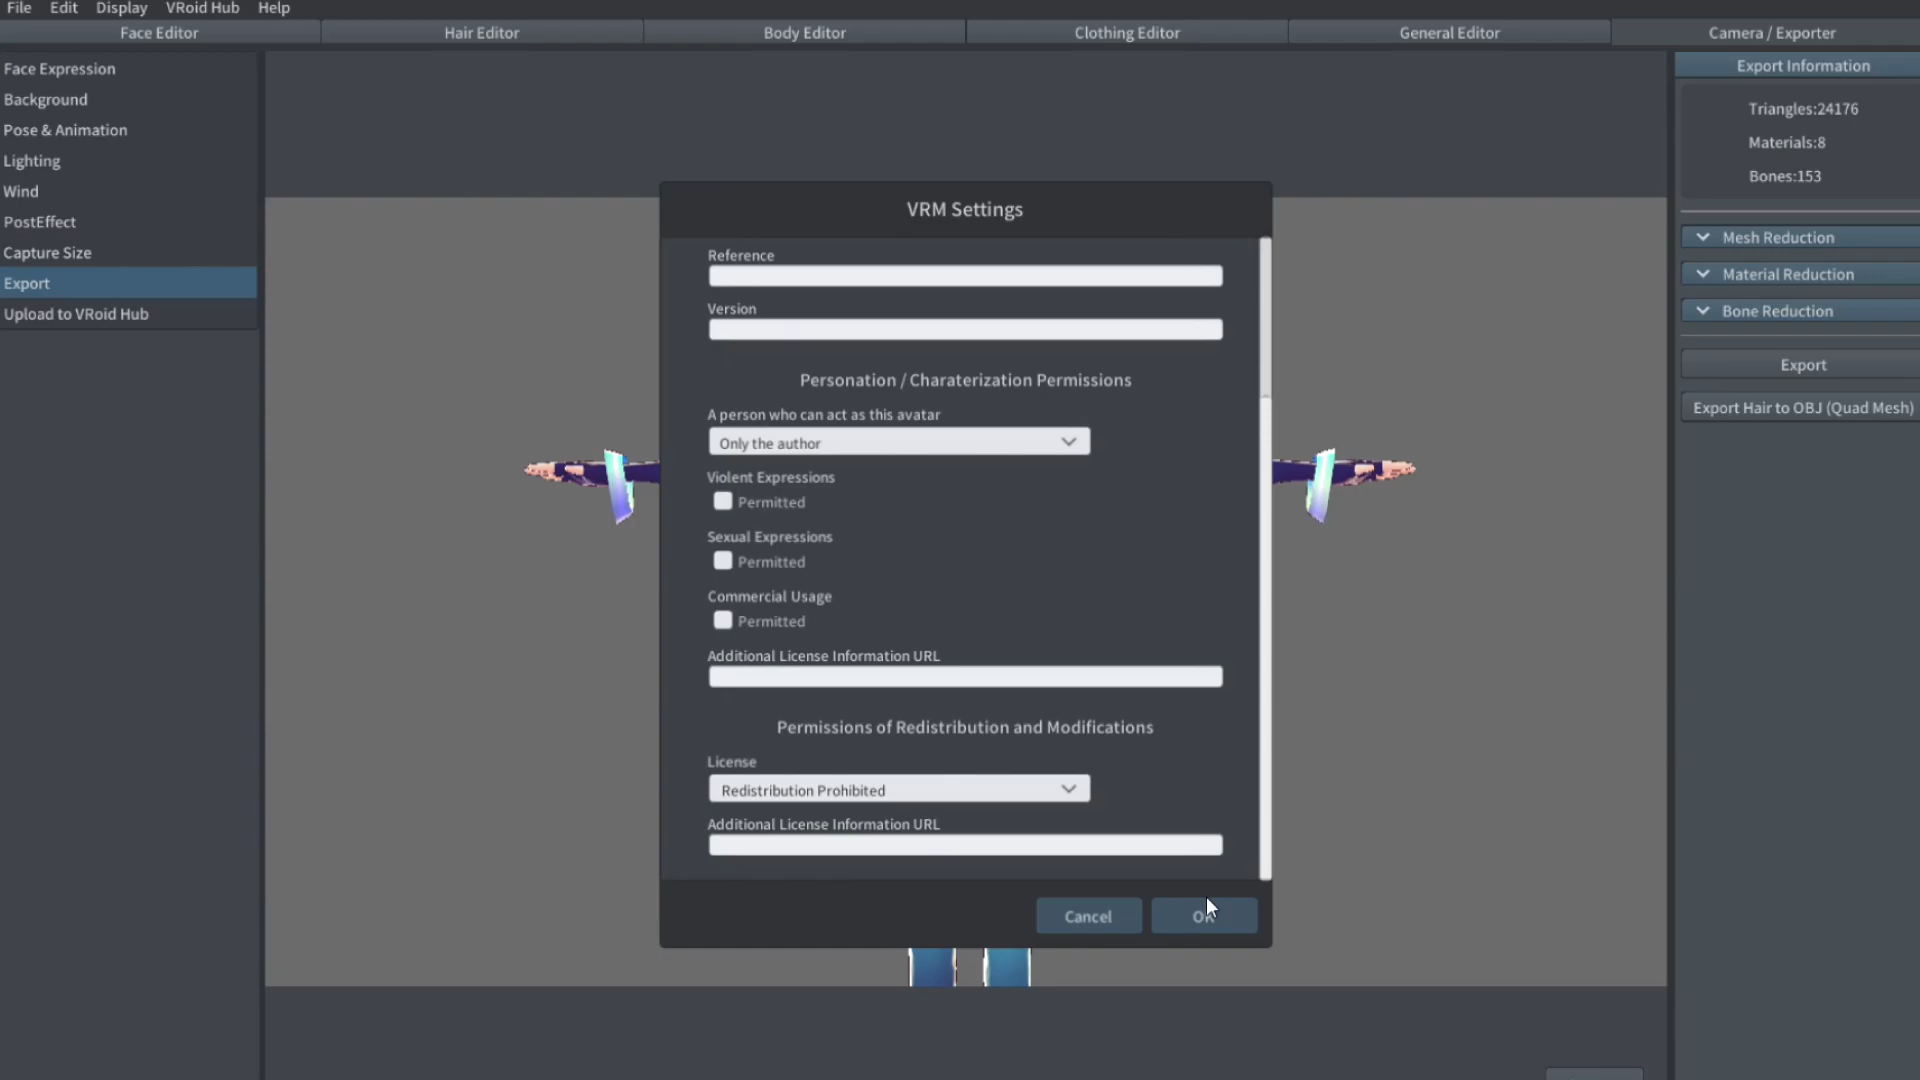 File Edit Display VRoid Hub Help
Face Editor Hair Editor Body Editor Clothing Editor General Editor Camera / Exporter
Face Expression
Background
Pose & Animation
Lighting
Wind
PostEffect
Capture Size
Export
Upload to VRoid Hub
VRM Settings
Reference
Version
Personation / Charaterization Permissions
A person who can act as this avatar
Only the author
Violent Expressions
Permitted
Sexual Expressions
Permitted
Commercial Usage
Permitted
Additional License Information URL
Permissions of Redistribution and Modifications
License
Redistribution Prohibited
Additional License Information URL
Cancel OK
Export Information
Triangles:24176
Materials:8
Bones:153
Mesh Reduction
Material Reduction
Bone Reduction
Export
Export Hair to OBJ (Quad Mesh)